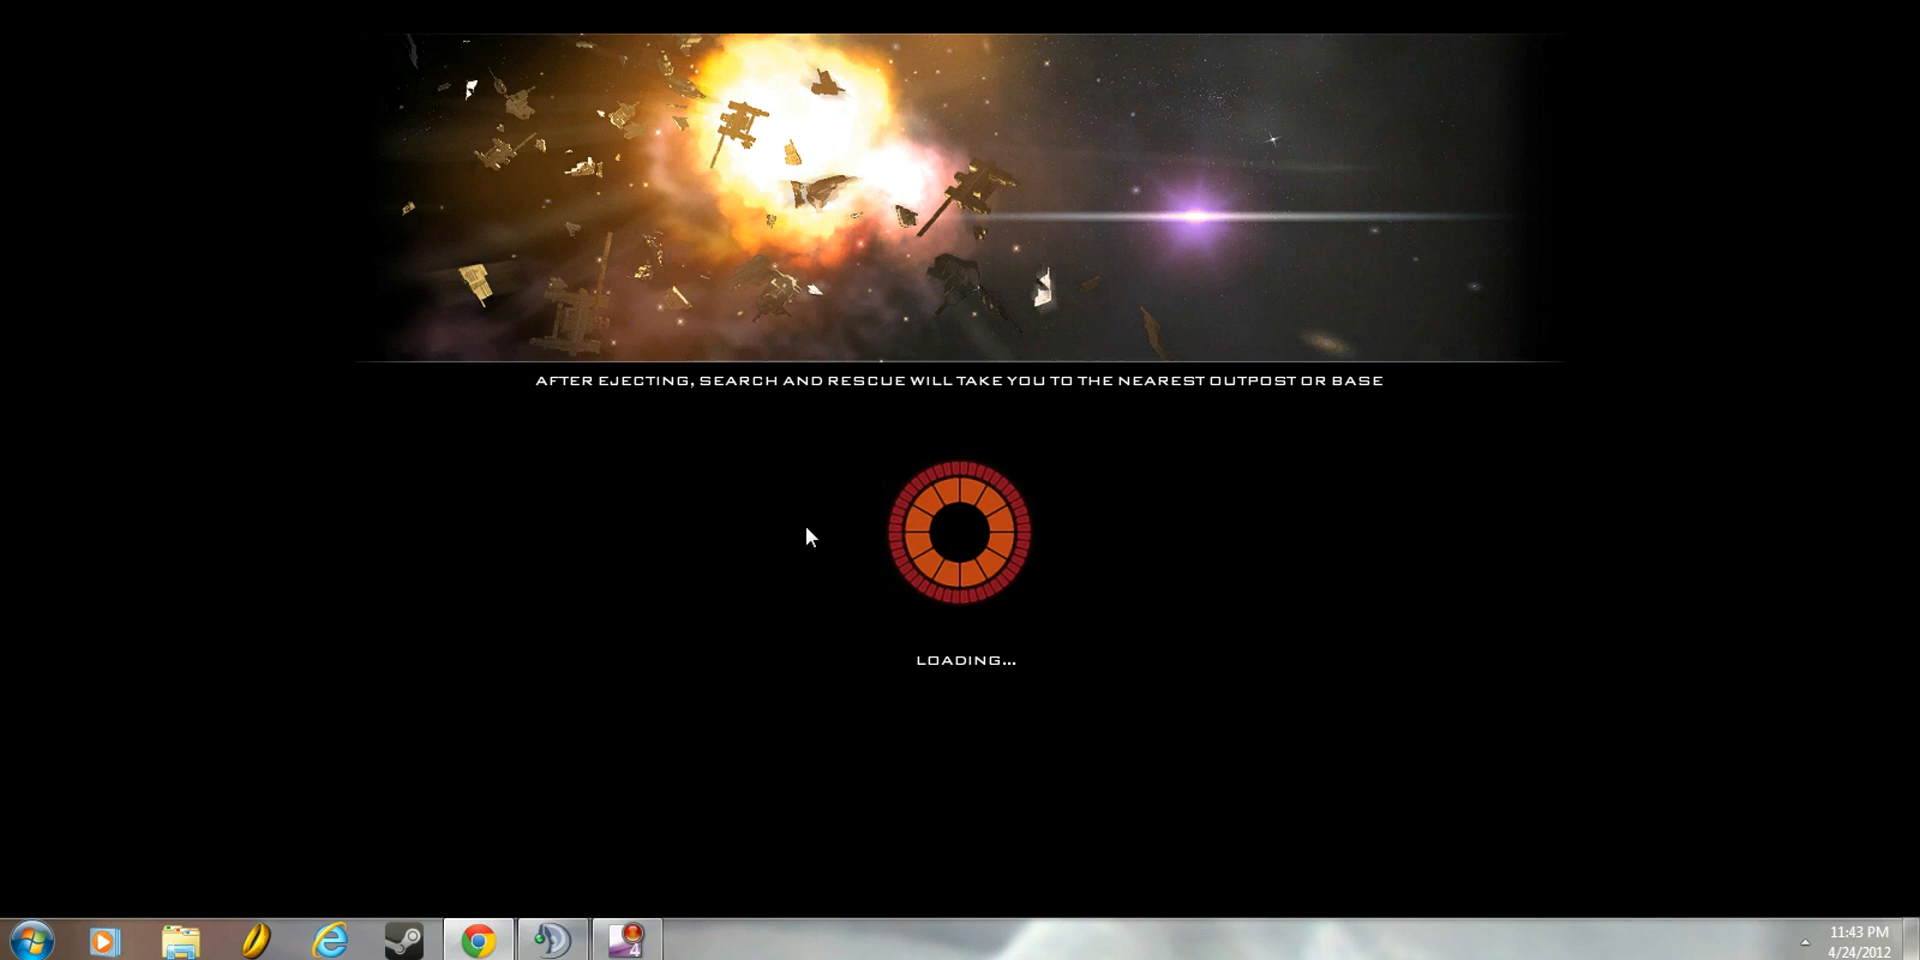 AFTER EJECTING, SEARCH AND RESCUE WILL TAKE YOU TO THE NEAREST OUTPOST OR BASE
LOADING...
4
11:43 PM
4/24/2012